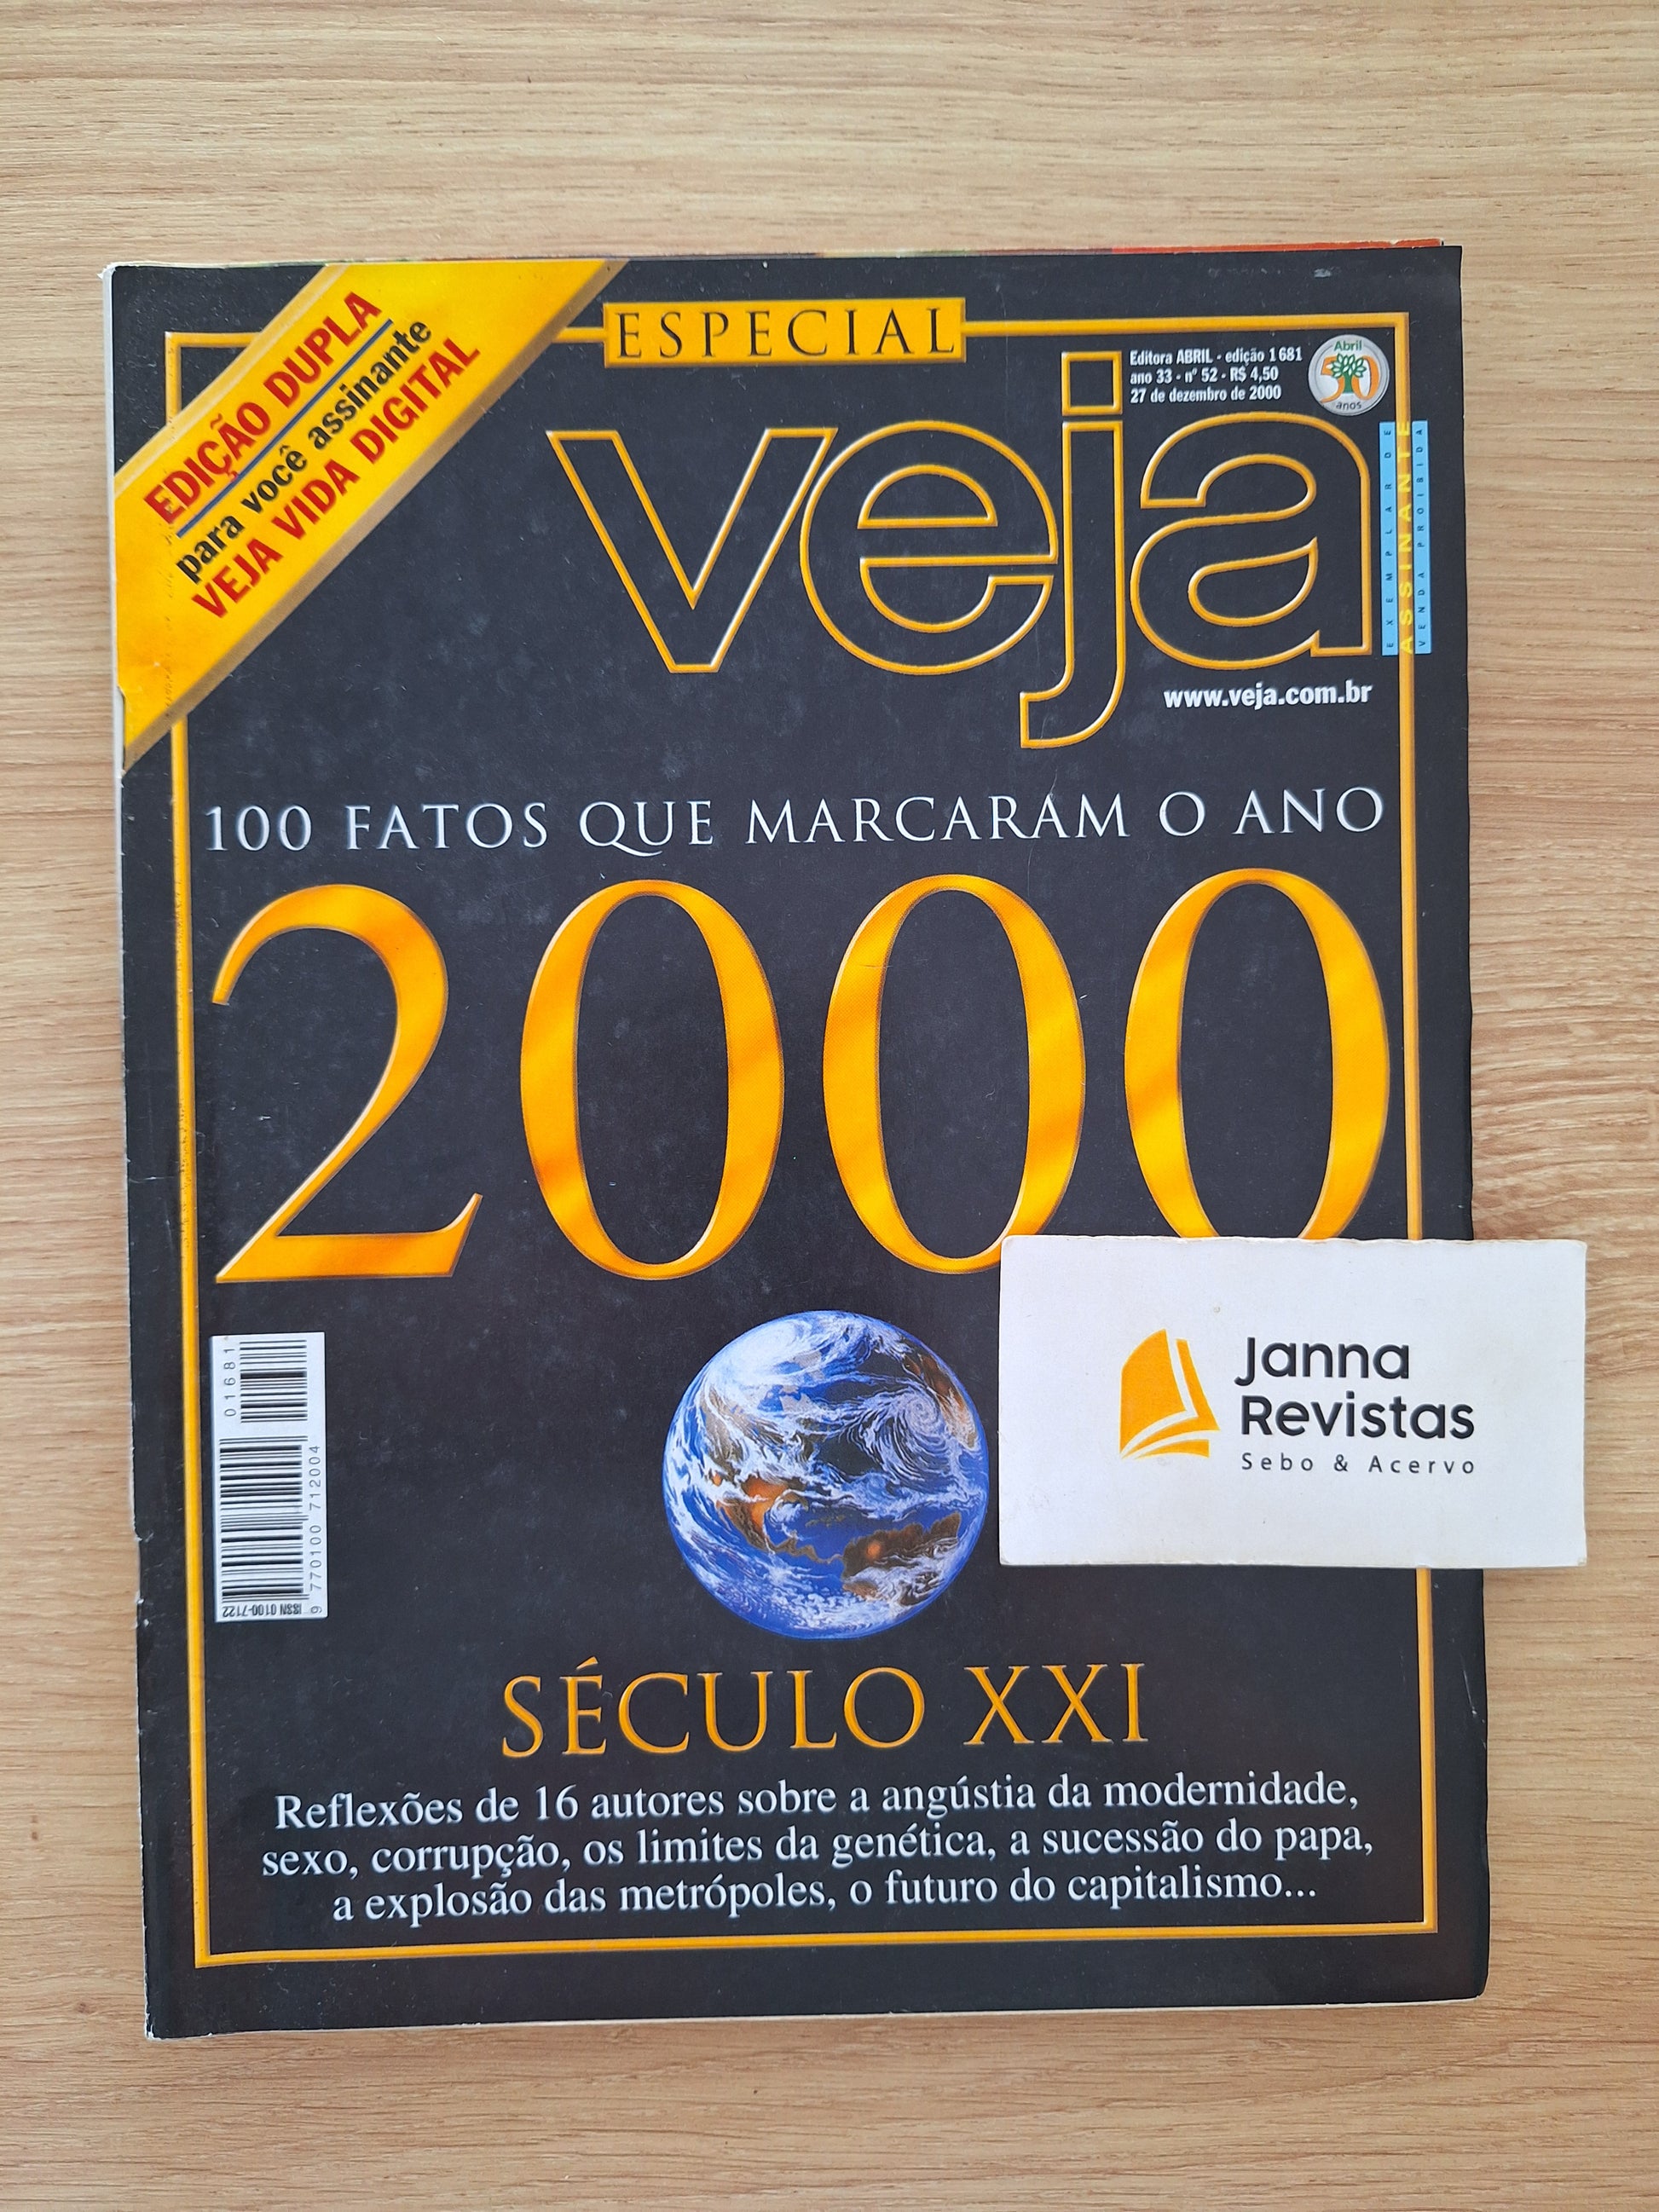 EDIÇÃO DUPLA
para você assinante
VEJA VIDA DIGITAL
ESPECIAL
Editora ABRIL - edição 1 681
ano 33 - nº 52 - R$ 4,50
27 de dezembro de 2000
Abril
50
anos
veja
EXEMPLAR DE
ASSINANTE
VENDA PROIBIDA
www.veja.com.br
100 FATOS QUE MARCARAM O ANO
2000
01681
9 770100 712004
ISSN 0100-7122
Janna
Revistas
Sebo & Acervo
SÉCULO XXI
Reflexões de 16 autores sobre a angústia da modernidade,
sexo, corrupção, os limites da genética, a sucessão do papa,
a explosão das metrópoles, o futuro do capitalismo...